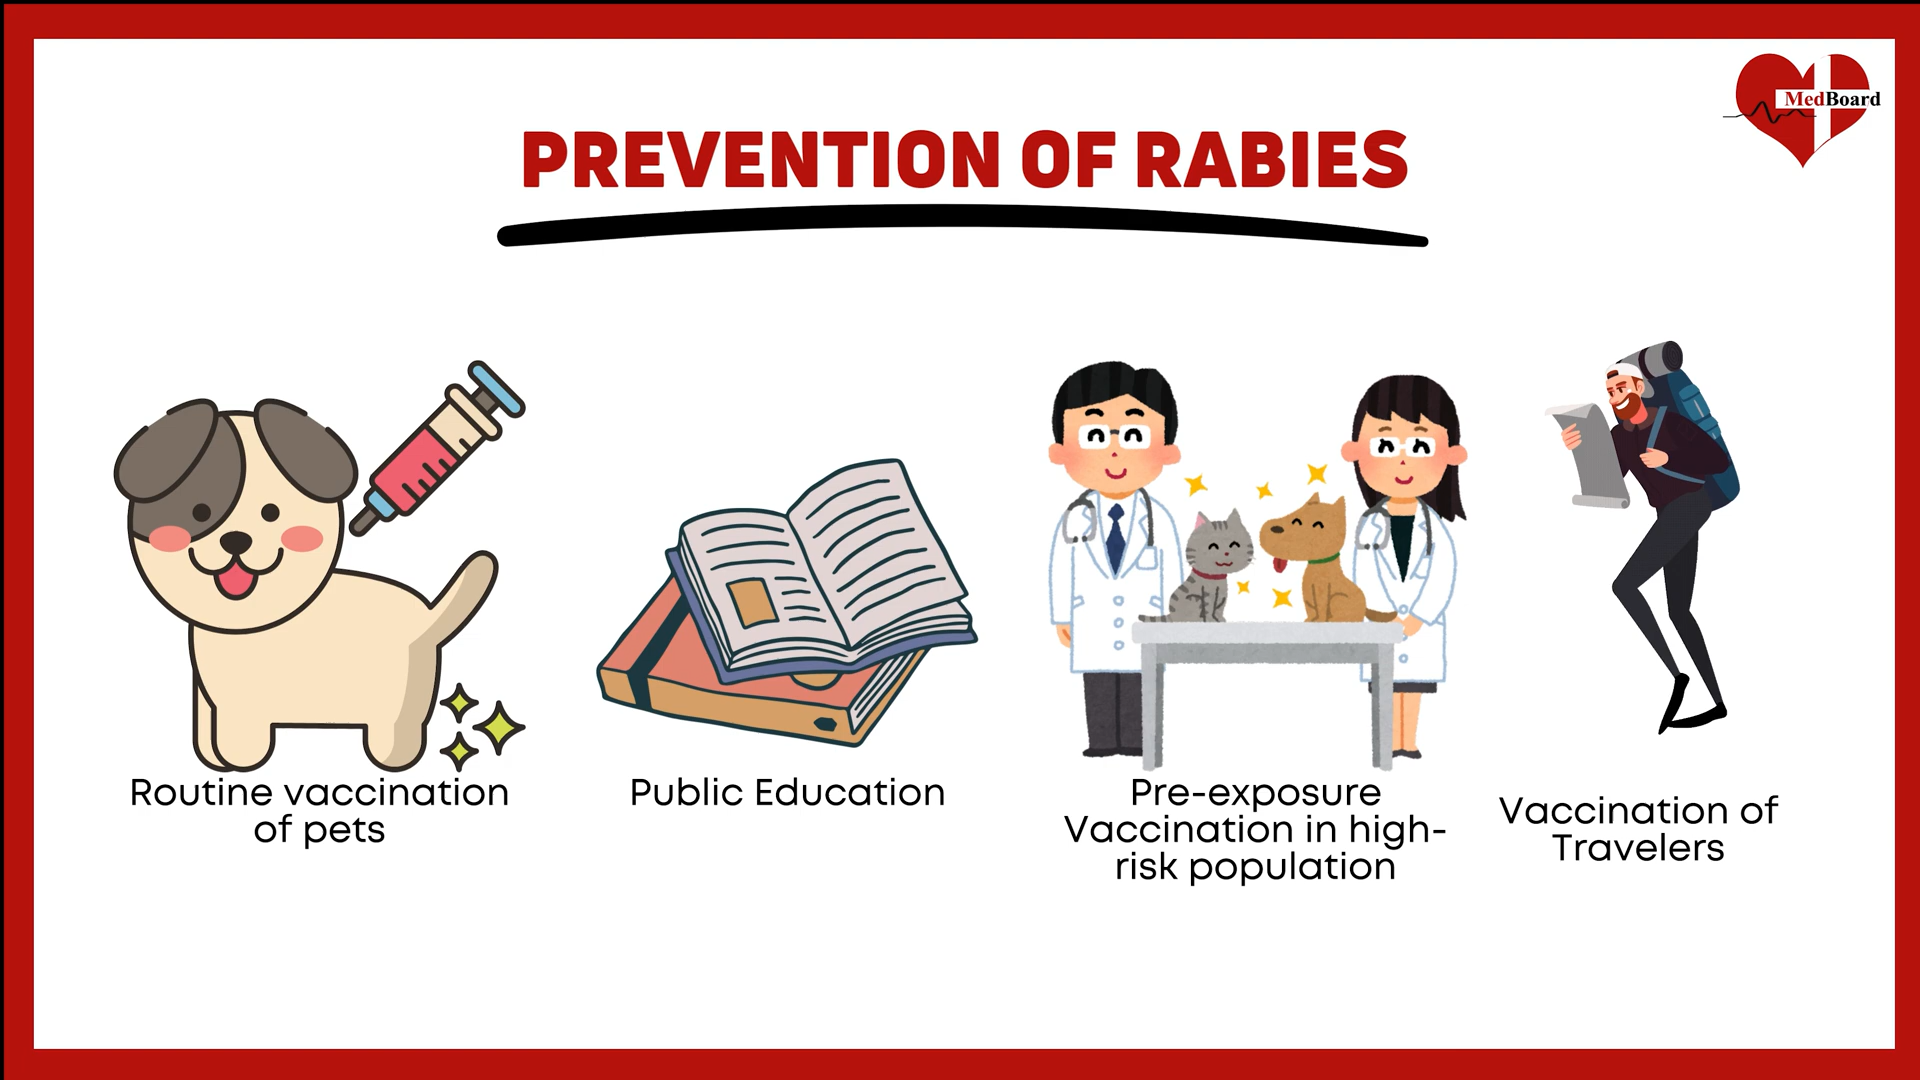 MedBoard
PREVENTION OF RABIES
Routine vaccination
of pets
Public Education
Pre-exposure
Vaccination in high-
risk population
Vaccination of
Travelers